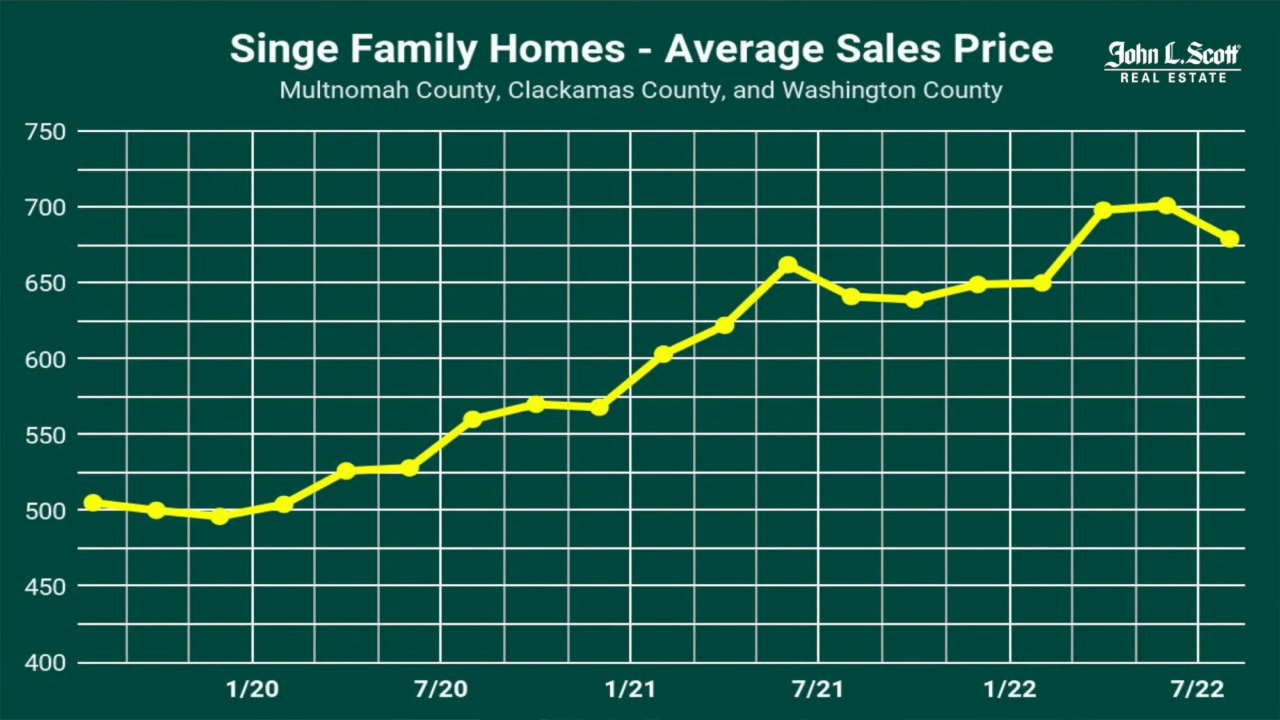 Singe Family Homes - Average Sales Price
Multnomah County, Clackamas County, and Washington County
John L. Scott
REAL ESTATE
750
700
650
600
550
500
450
400
1/20 7/20 1/21 7/21 1/22 7/22